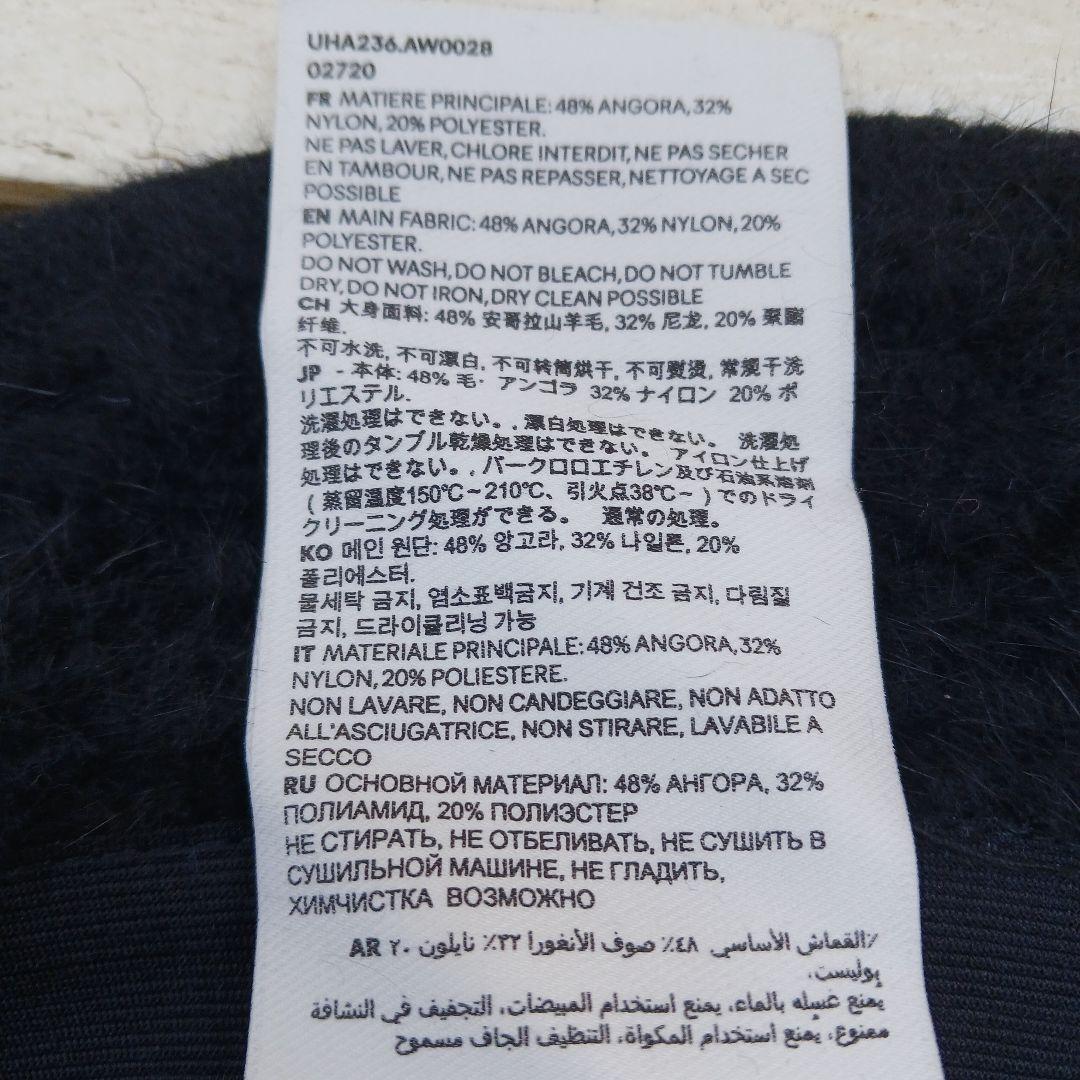 UHA236.AW0028
02720
FR MATIERE PRINCIPALE: 48% ANGORA, 32%
NYLON, 20% POLYESTER.
NE PAS LAVER, CHLORE INTERDIT, NE PAS SECHER
EN TAMBOUR, NE PAS REPASSER, NETTOYAGE A SEC
POSSIBLE
EN MAIN FABRIC: 48% ANGORA, 32% NYLON, 20%
POLYESTER.
DO NOT WASH, DO NOT BLEACH, DO NOT TUMBLE
DRY, DO NOT IRON, DRY CLEAN POSSIBLE
CH 大身面料: 48% 安哥拉山羊毛, 32% 尼龙, 20% 聚酯
纤维.
不可水洗, 不可漂白, 不可转筒烘干, 不可熨烫, 常规干洗
JP - 本体: 48% 毛・ アンゴラ 32% ナイロン 20% ポ
リエステル.
洗濯処理はできない。, 漂白処理はできない。 洗濯処
理後のタンブル乾燥処理はできない。 アイロン仕上げ
処理はできない。, パークロロエチレン及び石油系溶剤
( 蒸留温度150℃～210℃、引火点38℃～ ) でのドライ
クリーニング処理ができる。 通常の処理。
KO 메인 원단: 48% 앙고라, 32% 나일론, 20%
폴리에스터.
물세탁 금지, 염소표백금지, 기계 건조 금지, 다림질
금지, 드라이클리닝 가능
IT MATERIALE PRINCIPALE: 48% ANGORA, 32%
NYLON, 20% POLIESTERE.
NON LAVARE, NON CANDEGGIARE, NON ADATTO
ALL'ASCIUGATRICE, NON STIRARE, LAVABILE A
SECCO
RU ОСНОВНОЙ МАТЕРИАЛ: 48% АНГОРА, 32%
ПОЛИАМИД, 20% ПОЛИЭСТЕР
НЕ СТИРАТЬ, НЕ ОТБЕЛИВАТЬ, НЕ СУШИТЬ В
СУШИЛЬНОЙ МАШИНЕ, НЕ ГЛАДИТЬ,
ХИМЧИСТКА ВОЗМОЖНО
٪القماش الأساسي ٤٨٪ صوف الأنغورا ٣٢٪ نايلون ٢٠ AR
بوليست.
يمنع غسله بالماء، يمنع استخدام المبيضات، التجفيف في النشافة
ممنوع، يمنع استخدام المكواة، التنظيف الجاف مسموح